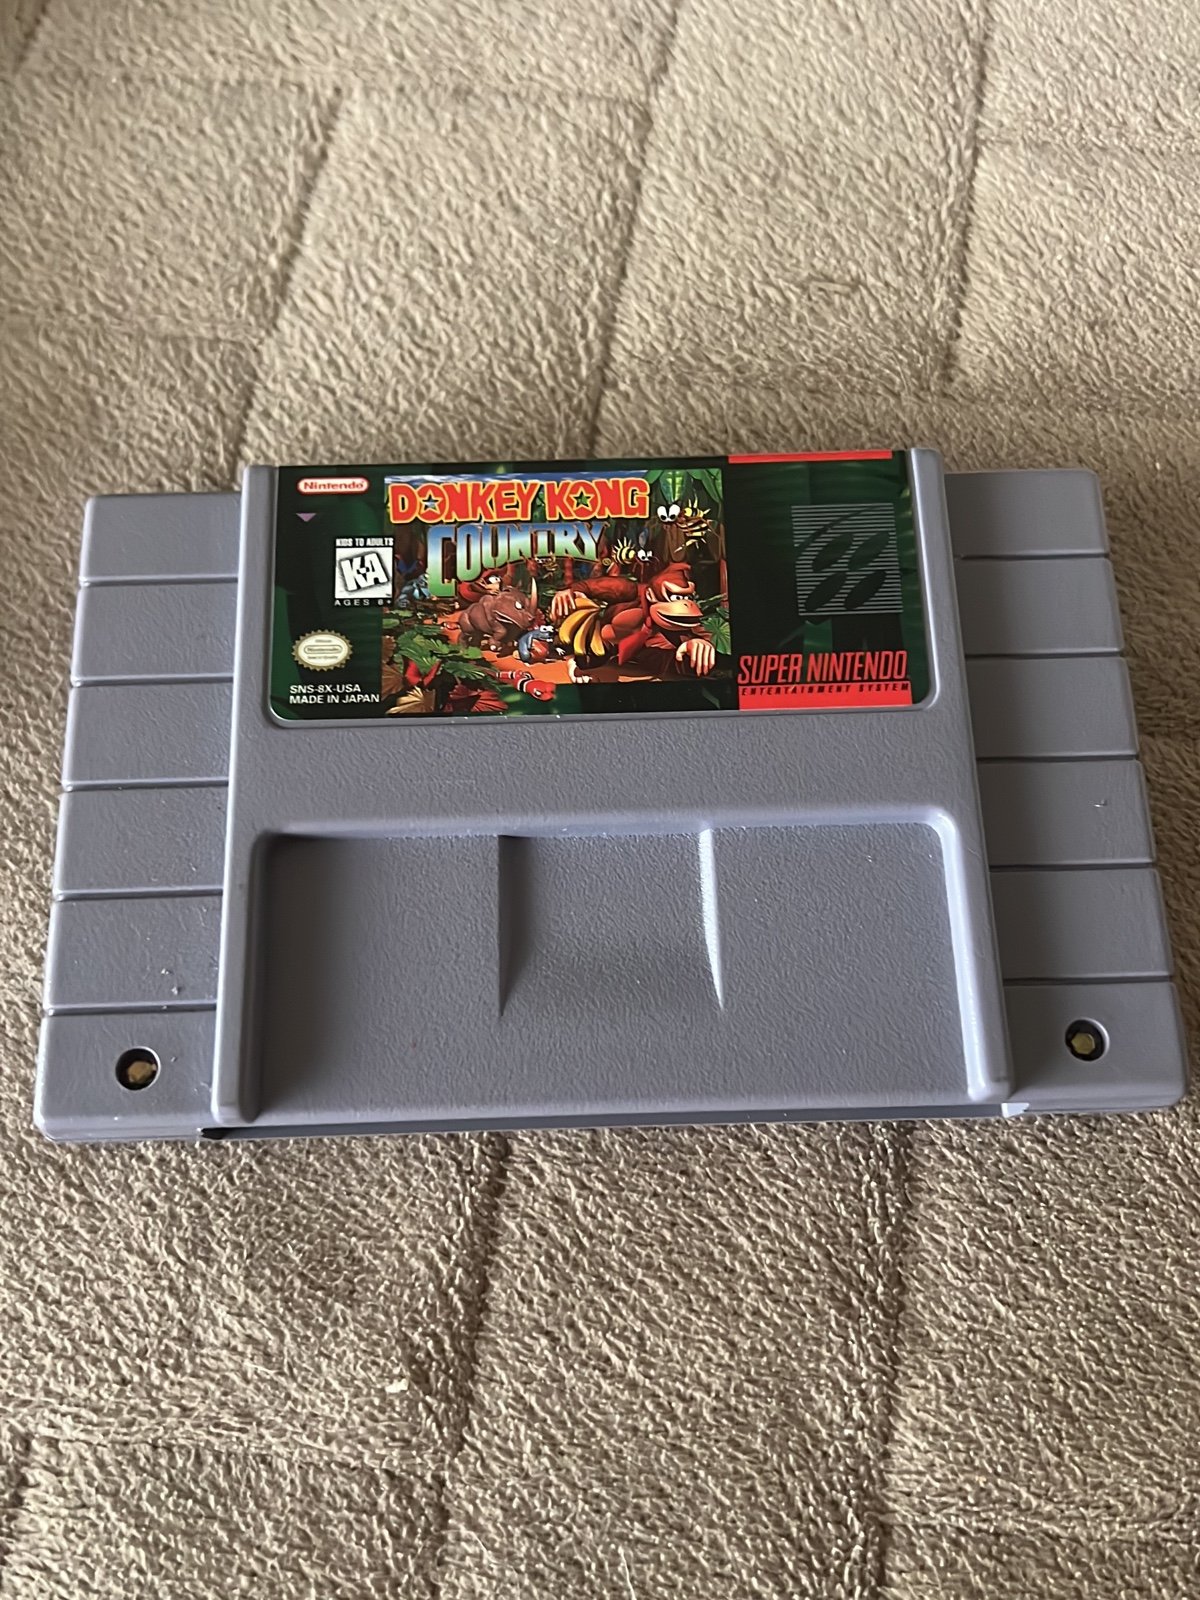 Nintendo
DONKEY KONG
COUNTRY
KIDS TO ADULTS
K-A
AGES 6+
Nintendo
SNS-8X-USA
MADE IN JAPAN
SUPER NINTENDO
ENTERTAINMENT SYSTEM